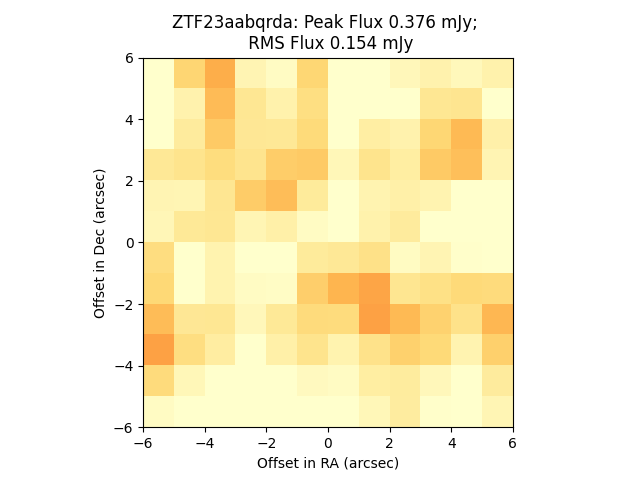 ZTF23aabqrda: Peak Flux 0.376 mJy;
RMS Flux 0.154 mJy
6
4
2
0
−2
−4
−6
Offset in Dec (arcsec)
−6 −4 −2 0 2 4 6
Offset in RA (arcsec)